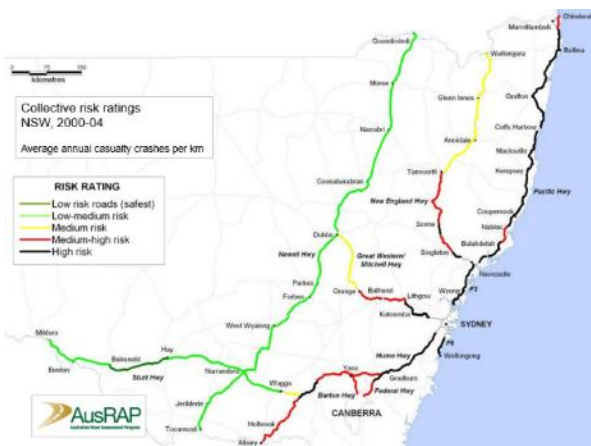 kilometres
Collective risk ratings
NSW, 2000-04
Average annual casualty crashes per km
RISK RATING
Low risk roads (safest)
Low-medium risk
Medium risk
Medium-high risk
High risk
Goondiwindi
Moree
Narrabri
Coonabarabran
Dubbo
Newell Hwy
Parkes
Forbes
West Wyalong
Narrandera
Jerilderie
Tocumwal
Mildura
Euston
Balranald
Hay
Sturt Hwy
Wagga
Holbrook
Albury
Great Western/
Mitchell Hwy
Orange
Bathurst
Lithgow
Katoomba
Wallangara
Glenn Innes
Armidale
Tamworth
New England Hwy
Scone
Singleton
Chinderah
Murwillumbah
Ballina
Grafton
Coffs Harbour
Macksville
Kempsey
Pacific Hwy
Coopernook
Nabiac
Bulahdelah
Newcastle
Wyong
F3
SYDNEY
F6
Wollongong
Hume Hwy
Yass
Goulburn
Barton Hwy
Federal Hwy
CANBERRA
AusRAP
Australian Road Assessment Program